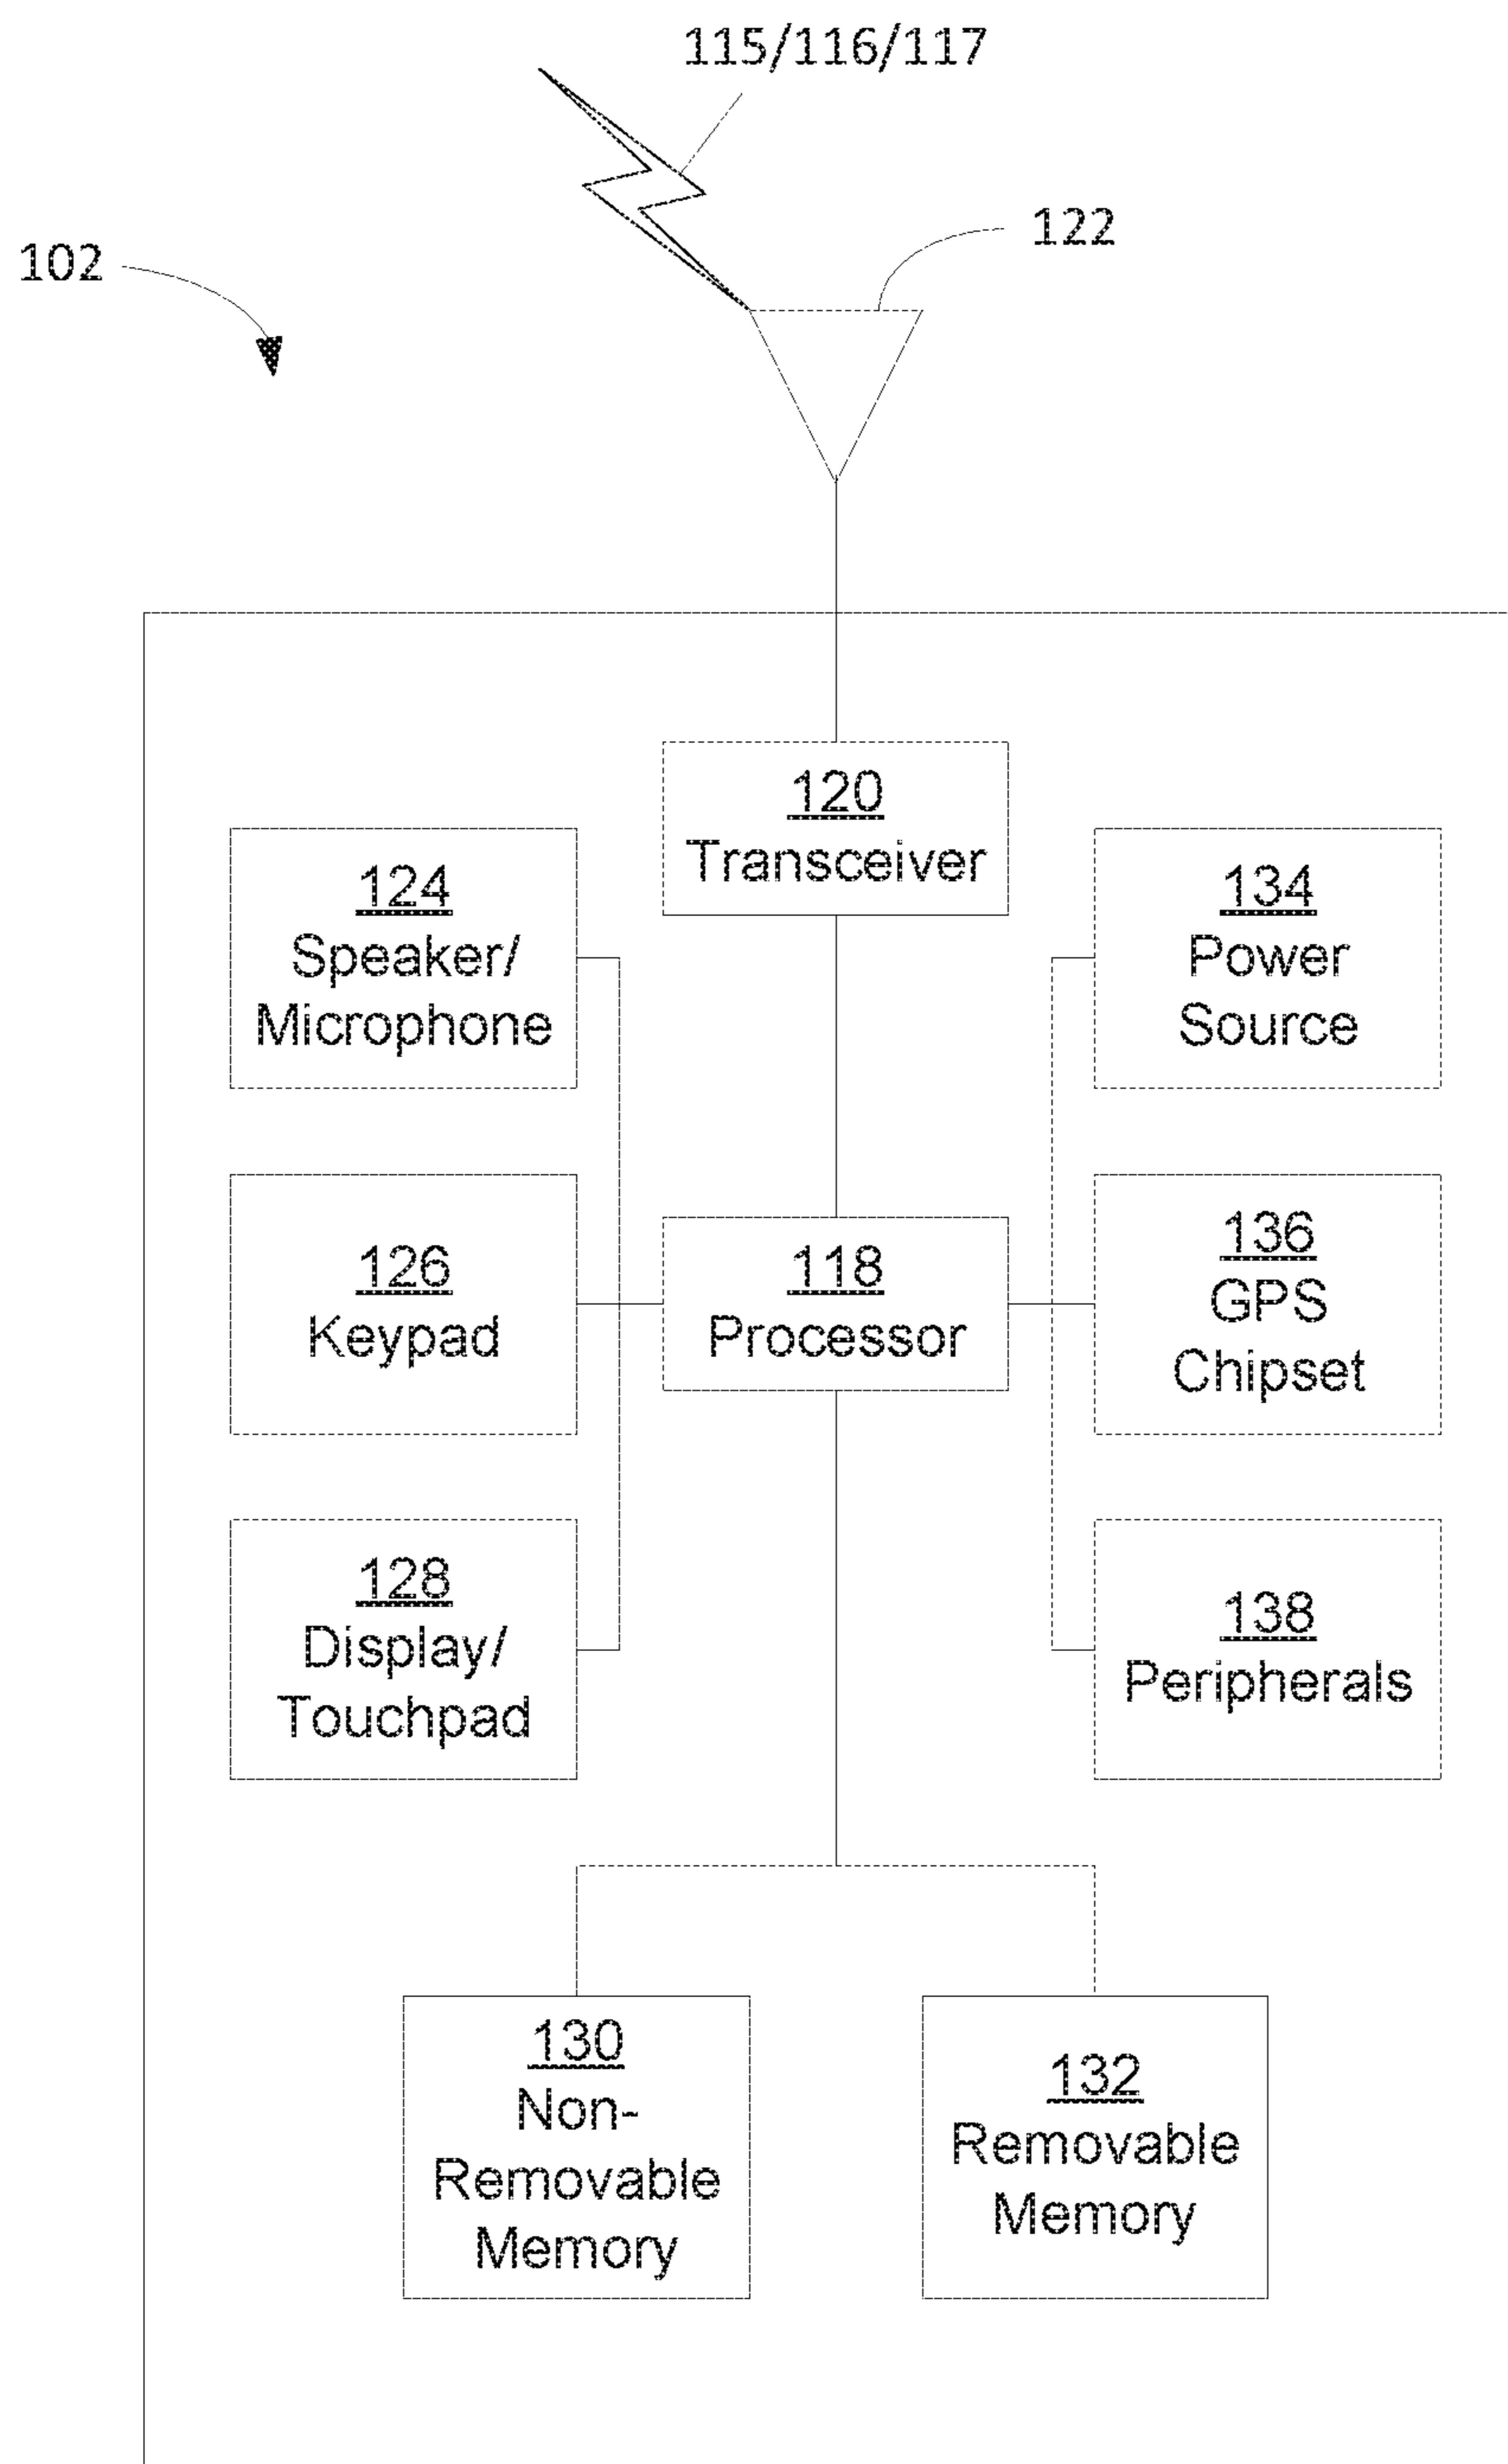 115/116/117
122
102
120
Transceiver
124
Speaker/
Microphone
134
Power
Source
126
Keypad
118
Processor
136
GPS
Chipset
128
Display/
Touchpad
138
Peripherals
130
Non-
Removable
Memory
132
Removable
Memory